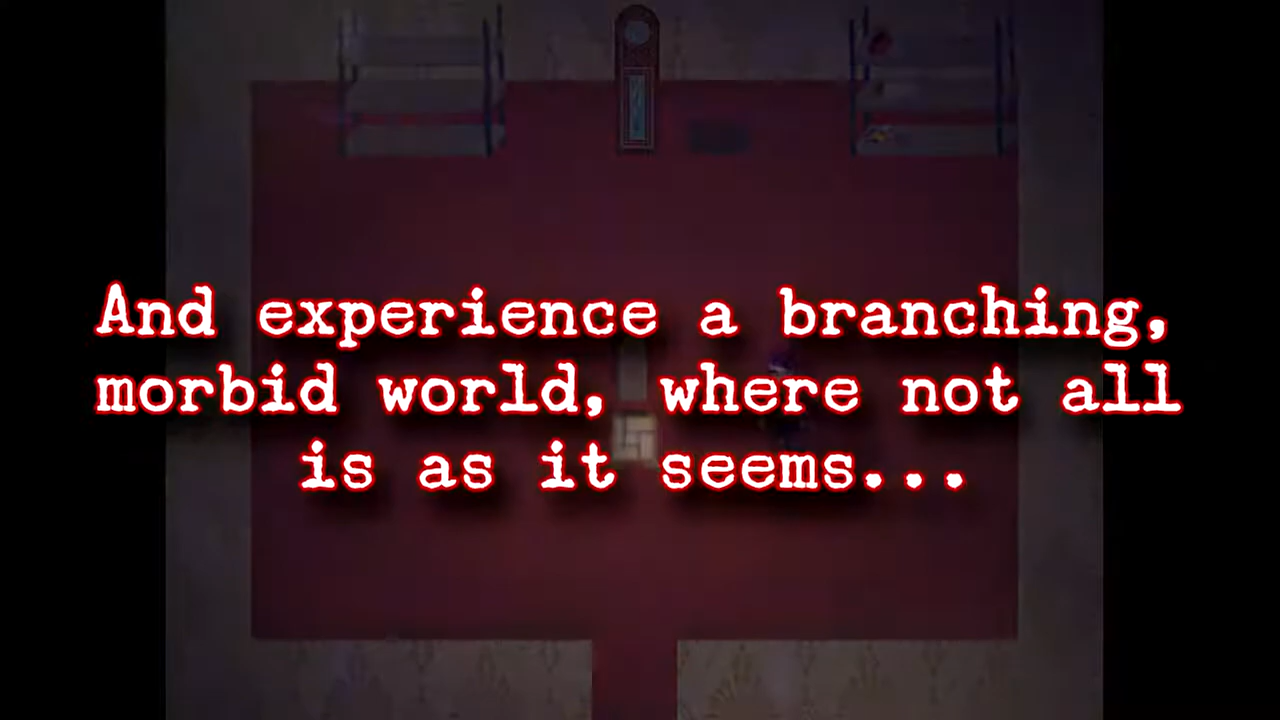 And experience a branching,
morbid world, where not all
is as it seems...